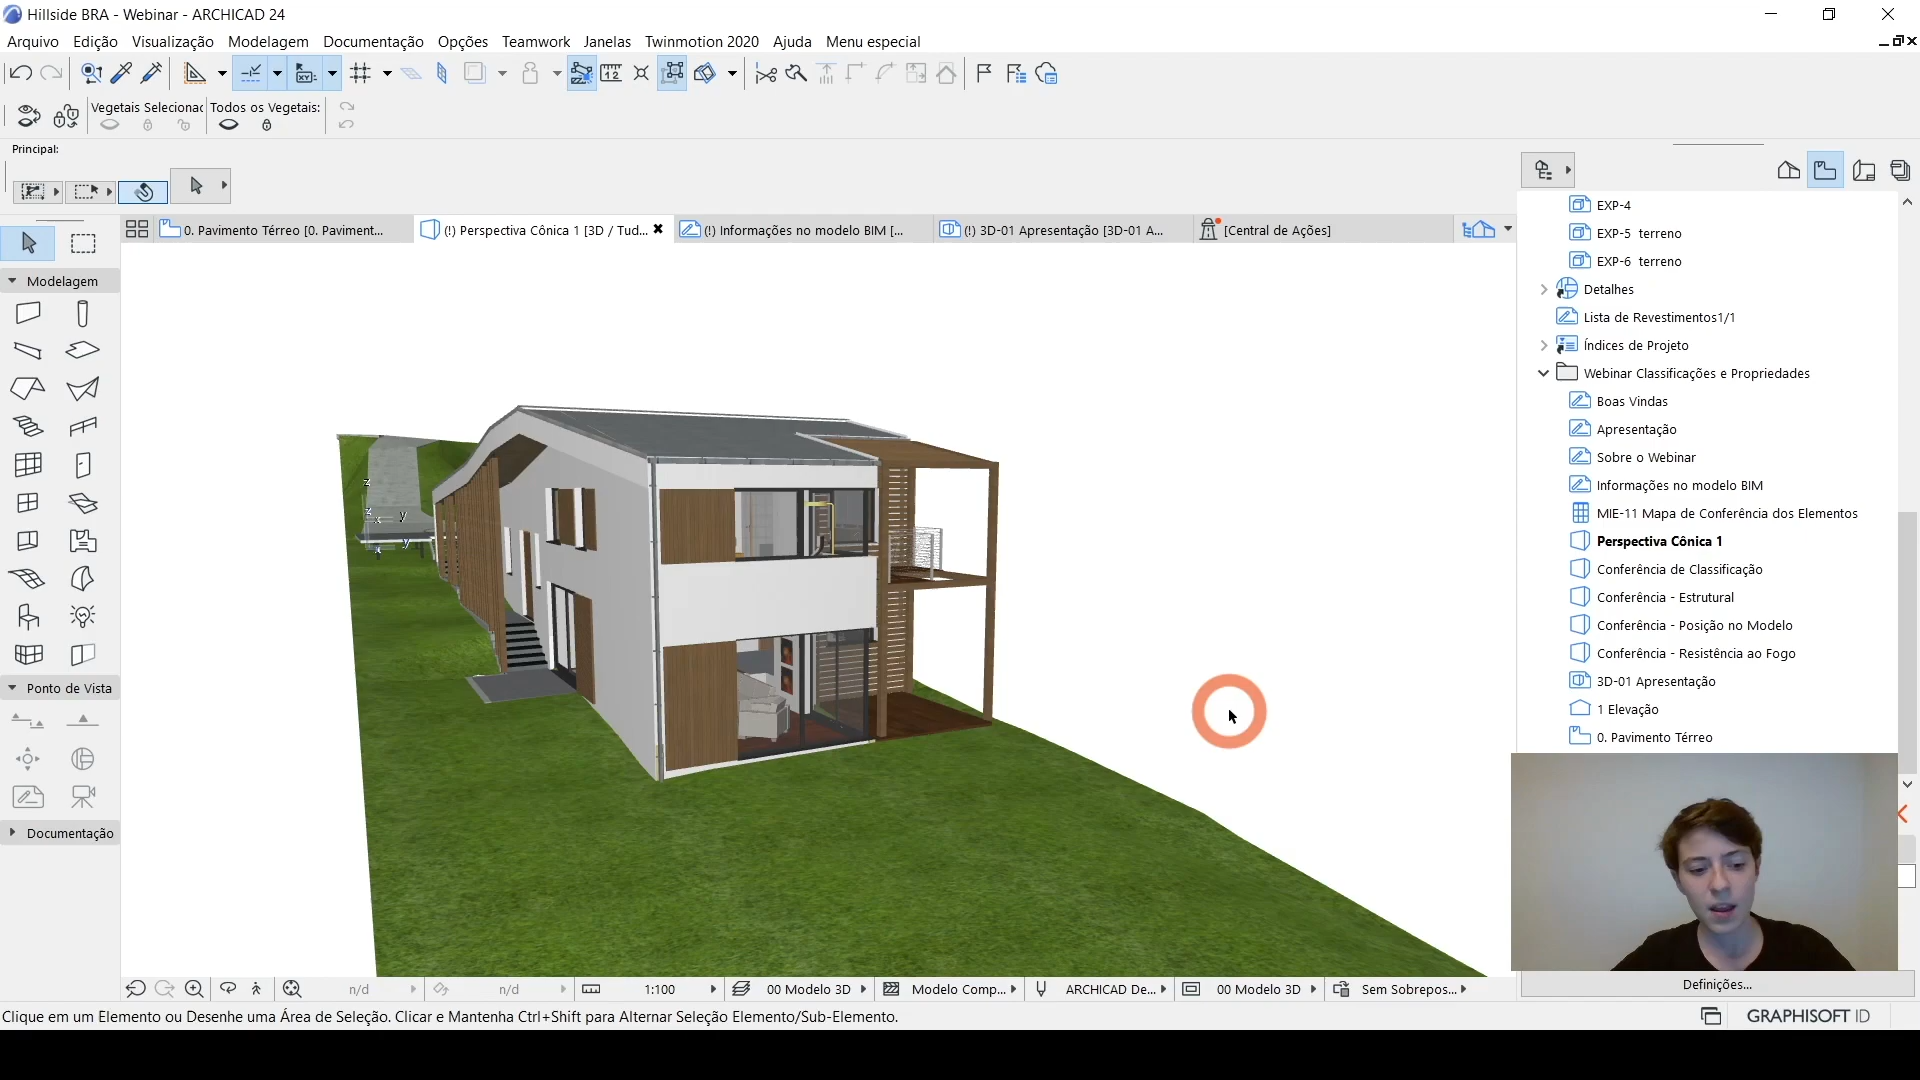 Hillside BRA - Webinar - ARCHICAD 24
Arquivo Edição Visualização Modelagem Documentação Opções Teamwork Janelas Twinmotion 2020 Ajuda Menu especial
Vegetais Selecionac Todos os Vegetais:
Principal:
0. Pavimento Térreo [0. Paviment...
(!) Perspectiva Cônica 1 [3D / Tud...
(!) Informações no modelo BIM [...
(!) 3D-01 Apresentação [3D-01 A...
[Central de Ações]
Modelagem
Ponto de Vista
Documentação
z
z
x
y
y
x
EXP-4
EXP-5 terreno
EXP-6 terreno
Detalhes
Lista de Revestimentos1/1
Índices de Projeto
Webinar Classificações e Propriedades
Boas Vindas
Apresentação
Sobre o Webinar
Informações no modelo BIM
MIE-11 Mapa de Conferência dos Elementos
Perspectiva Cônica 1
Conferência de Classificação
Conferência - Estrutural
Conferência - Posição no Modelo
Conferência - Resistência ao Fogo
3D-01 Apresentação
1 Elevação
0. Pavimento Térreo
Definições...
n/d n/d 1:100 00 Modelo 3D Modelo Comp... ARCHICAD De... 00 Modelo 3D Sem Sobrepos...
Clique em um Elemento ou Desenhe uma Área de Seleção. Clicar e Mantenha Ctrl+Shift para Alternar Seleção Elemento/Sub-Elemento.
GRAPHISOFT ID